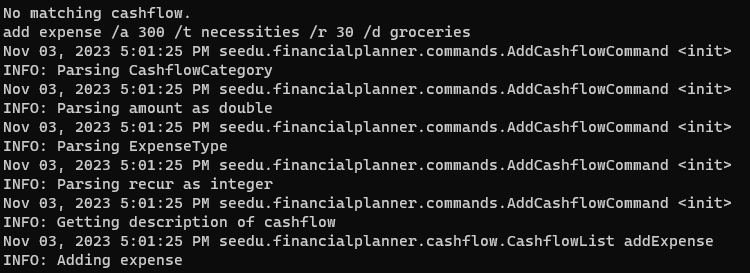 No matching cashflow.
add expense /a 300 /t necessities /r 30 /d groceries
Nov 03, 2023 5:01:25 PM seedu.financialplanner.commands.AddCashflowCommand <init>
INFO: Parsing CashflowCategory
Nov 03, 2023 5:01:25 PM seedu.financialplanner.commands.AddCashflowCommand <init>
INFO: Parsing amount as double
Nov 03, 2023 5:01:25 PM seedu.financialplanner.commands.AddCashflowCommand <init>
INFO: Parsing ExpenseType
Nov 03, 2023 5:01:25 PM seedu.financialplanner.commands.AddCashflowCommand <init>
INFO: Parsing recur as integer
Nov 03, 2023 5:01:25 PM seedu.financialplanner.commands.AddCashflowCommand <init>
INFO: Getting description of cashflow
Nov 03, 2023 5:01:25 PM seedu.financialplanner.cashflow.CashflowList addExpense
INFO: Adding expense